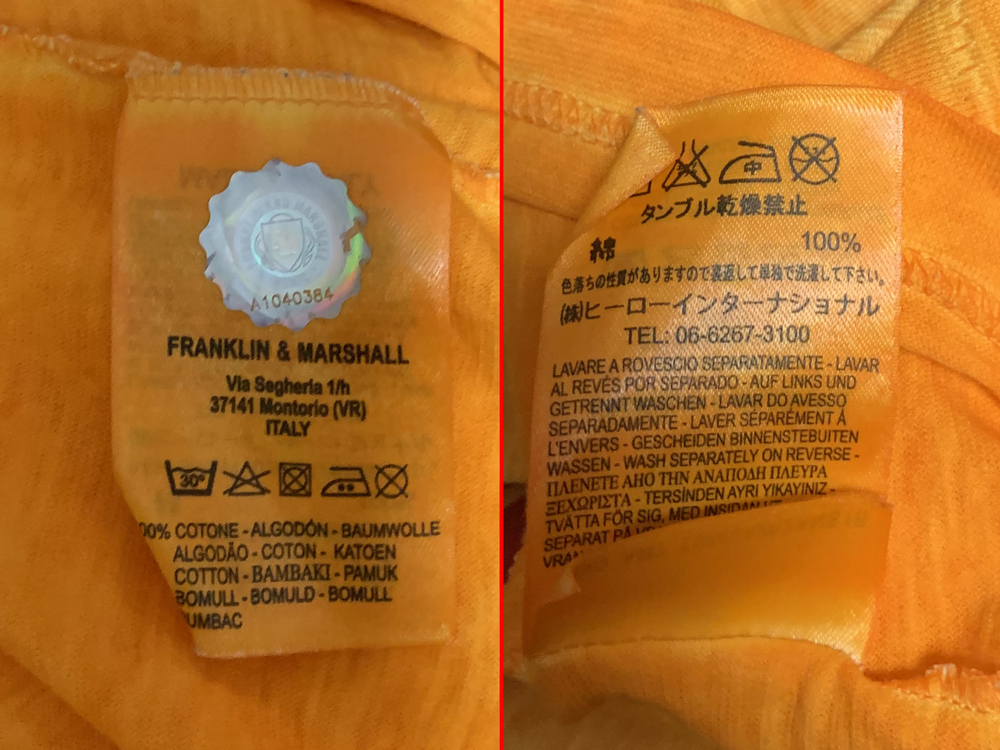 A1040384
FRANKLIN & MARSHALL
Via Segheria 1/h
37141 Montorio (VR)
ITALY
30°
00% COTONE - ALGODÓN - BAUMWOLLE
ALGODÃO - COTON - KATOEN
COTTON - BAMBAKI - PAMUK
BOMULL - BOMULD - BOMULL
BUMBAC
中
タンブル乾燥禁止
綿 100%
色落ちの性質がありますので裏返して単独で洗濯して下さい。
(株)ヒーローインターナショナル
TEL: 06-6267-3100
LAVARE A ROVESCIO SEPARATAMENTE - LAVAR
AL REVÉS POR SEPARADO - AUF LINKS UND
GETRENNT WASCHEN - LAVAR DO AVESSO
SEPARADAMENTE - LAVER SÉPARÉMENT À
L'ENVERS - GESCHEIDEN BINNENSTEBUITEN
WASSEN - WASH SEPARATELY ON REVERSE -
ΠΛΕΝΕΤΕ ΑΗΟ ΤΗΝ ΑΝΑΠΟΔΗ ΠΛΕΥΡΑ
ΞΕΧΩΡΙΣΤΑ - TERSİNDEN AYRI YIKAYINIZ -
TVÄTTA FÖR SIG, MED INSIDAN
SEPARAT PÅ